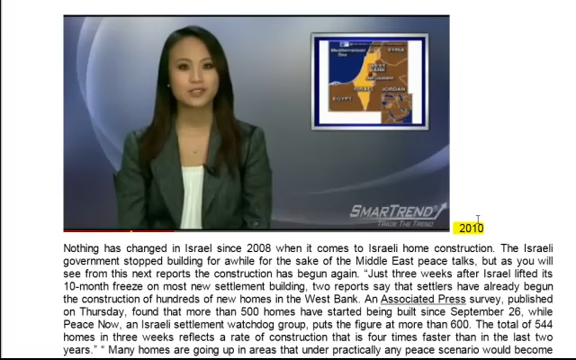 SYRIA
Mediterranean
Sea
WEST
BANK
Jerusalem
ISRAEL
JORDAN
EGYPT
SMARTREND
TRADE THE TREND
2010
Nothing has changed in Israel since 2008 when it comes to Israeli home construction. The Israeli
government stopped building for awhile for the sake of the Middle East peace talks, but as you will
see from this next reports the construction has begun again. “Just three weeks after Israel lifted its
10-month freeze on most new settlement building, two reports say that settlers have already begun
the construction of hundreds of new homes in the West Bank. An Associated Press survey, published
on Thursday, found that more than 500 homes have started being built since September 26, while
Peace Now, an Israeli settlement watchdog group, puts the figure at more than 600. The total of 544
homes in three weeks reflects a rate of construction that is four times faster than in the last two
years.” “ Many homes are going up in areas that under practically any peace scenario would become